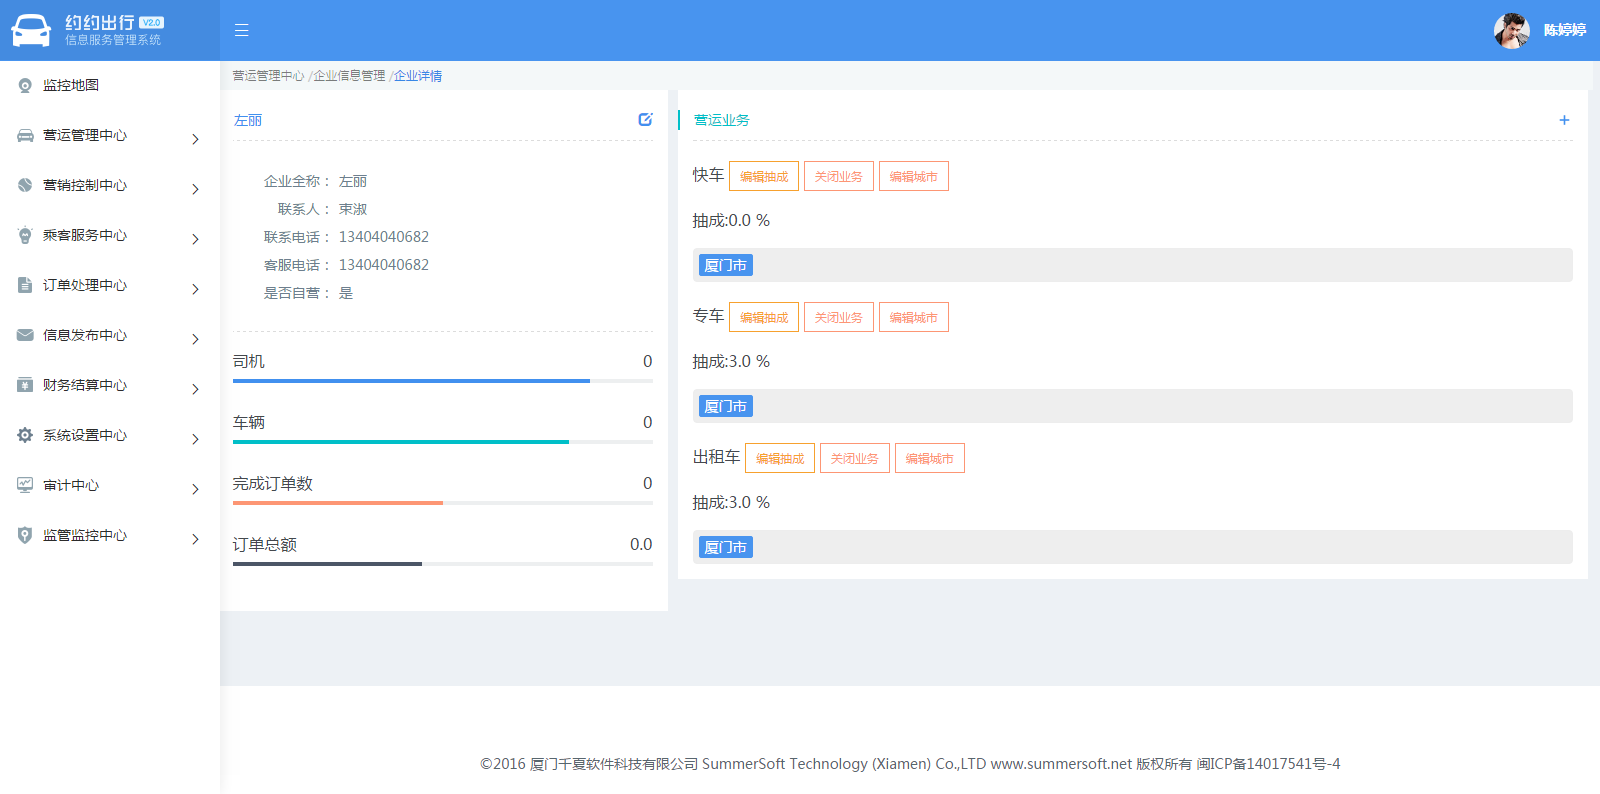 约约出行 V2.0
信息服务管理系统
陈婷婷
监控地图
营运管理中心
营销控制中心
乘客服务中心
订单处理中心
信息发布中心
财务结算中心
系统设置中心
审计中心
监管监控中心
营运管理中心 /企业信息管理 /企业详情
左丽
企业全称： 左丽
联系人： 束淑
联系电话： 13404040682
客服电话： 13404040682
是否自营： 是
司机 0
车辆 0
完成订单数 0
订单总额 0.0
营运业务 +
快车 编辑抽成 关闭业务 编辑城市
抽成:0.0 %
厦门市
专车 编辑抽成 关闭业务 编辑城市
抽成:3.0 %
厦门市
出租车 编辑抽成 关闭业务 编辑城市
抽成:3.0 %
厦门市
©2016 厦门千夏软件科技有限公司 SummerSoft Technology (Xiamen) Co.,LTD www.summersoft.net 版权所有 闽ICP备14017541号-4